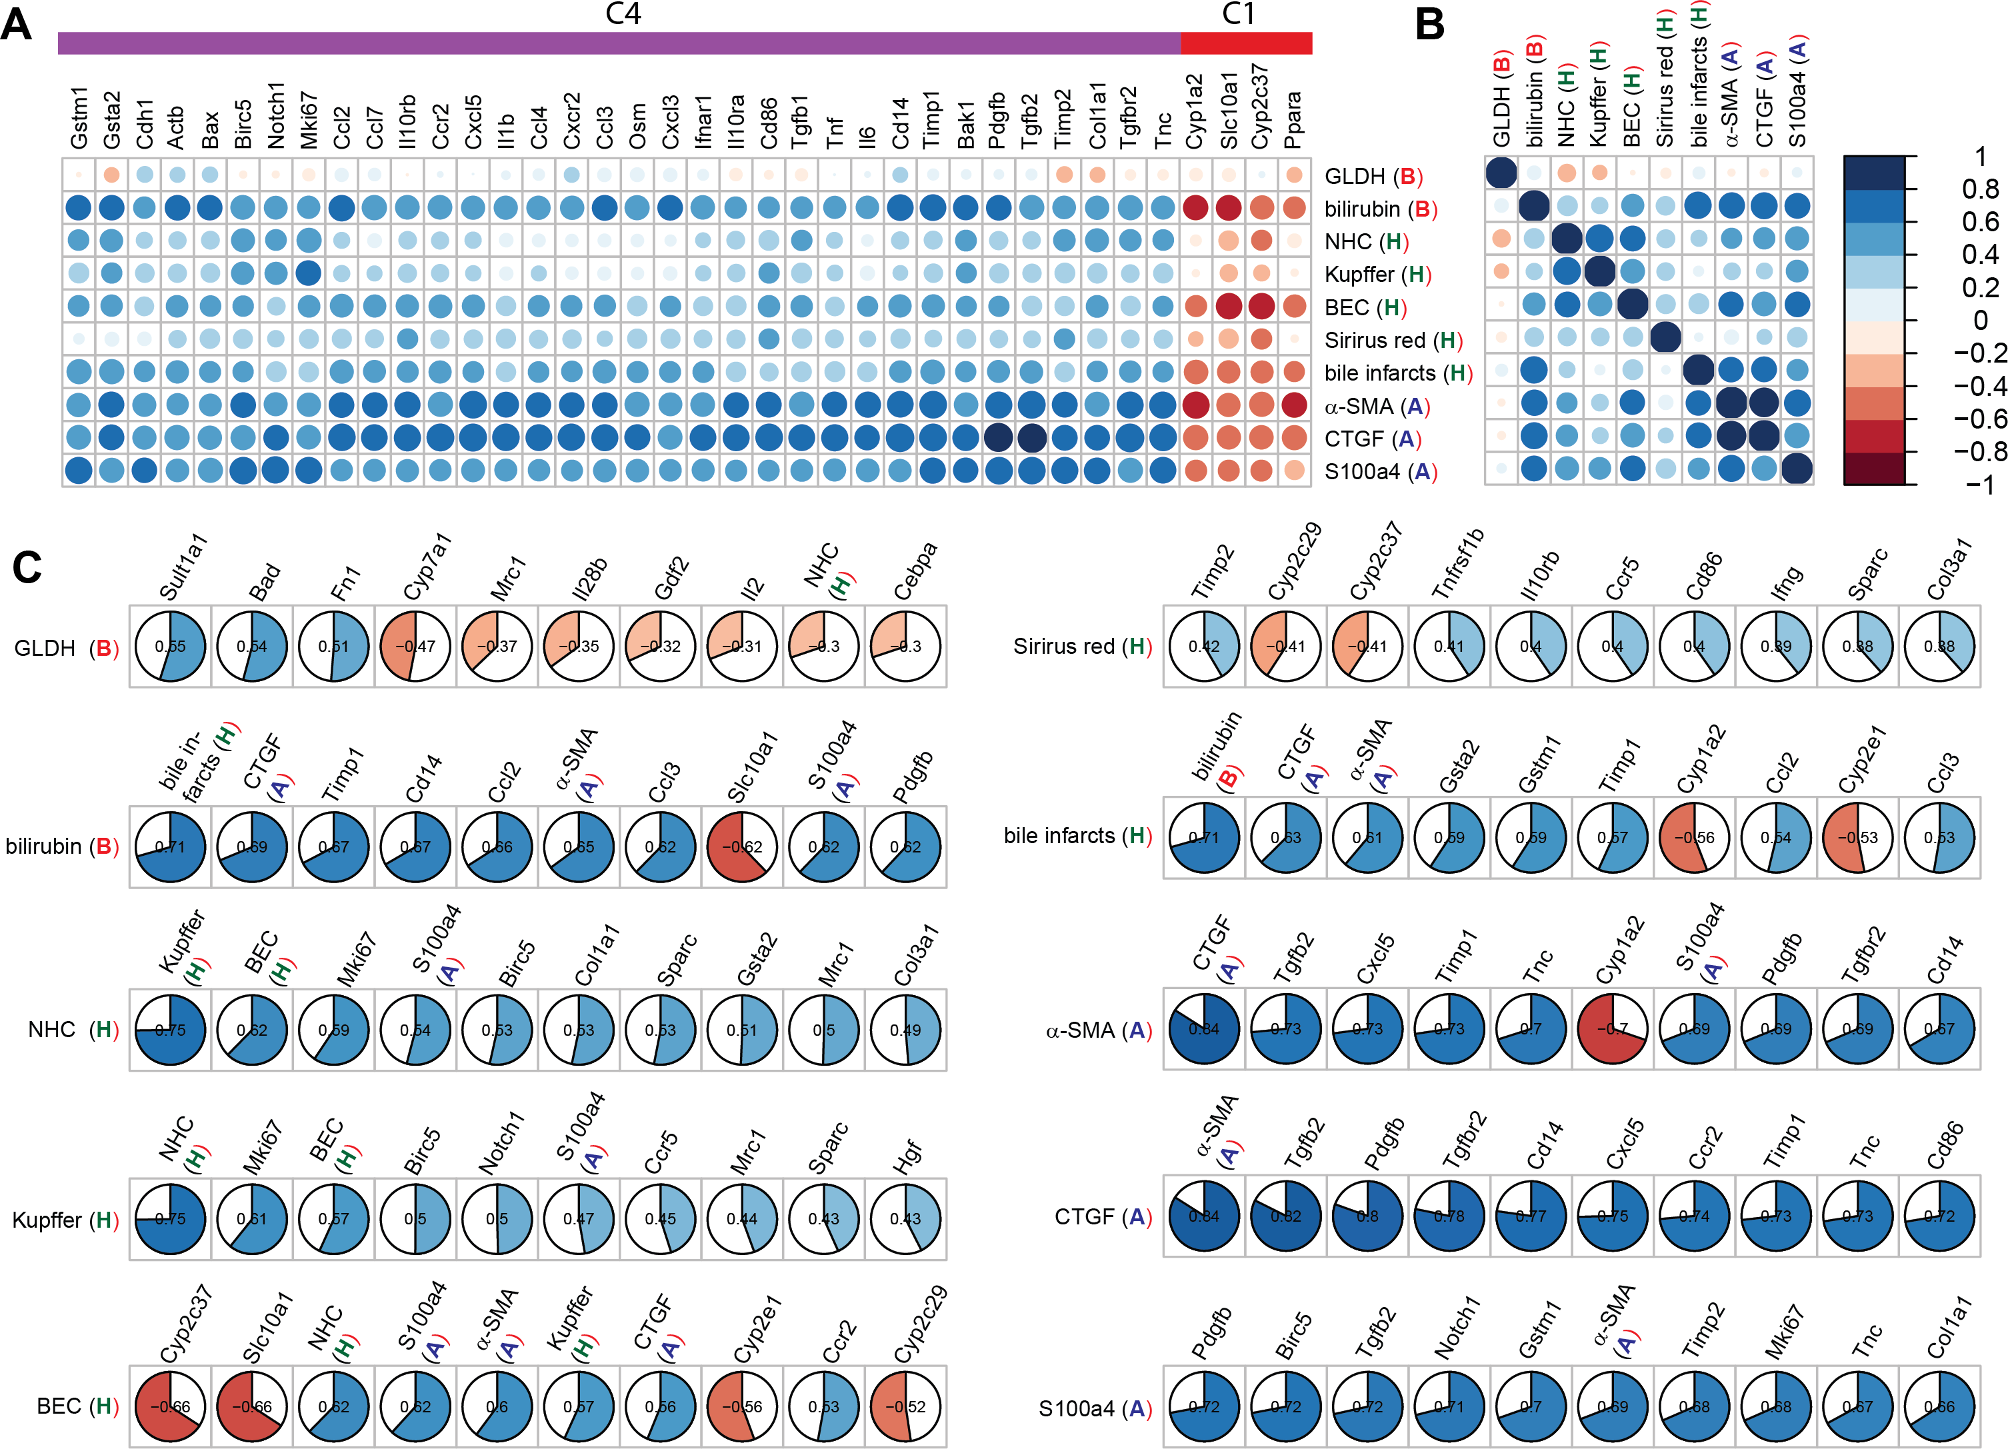 A
C4
C1
Gstm1 Gsta2 Cdh1 Actb Bax Birc5 Notch1 Mki67 Ccl2 Ccl7 Il10rb Ccr2 Cxcl5 Il1b Ccl4 Cxcr2 Ccl3 Osm Cxcl3 Ifnar1 Il10ra Cd86 Tgfb1 Tnf Il6 Cd14 Timp1 Bak1 Pdgfb Tgfb2 Timp2 Col1a1 Tgfbr2 Tnc Cyp1a2 Slc10a1 Cyp2c37 Ppara
GLDH (B)
bilirubin (B)
NHC (H)
Kupffer (H)
BEC (H)
Sirirus red (H)
bile infarcts (H)
α-SMA (A)
CTGF (A)
S100a4 (A)
B
GLDH (B) bilirubin (B) NHC (H) Kupffer (H) BEC (H) Sirirus red (H) bile infarcts (H) α-SMA (A) CTGF (A) S100a4 (A)
1
0.8
0.6
0.4
0.2
0
−0.2
−0.4
−0.6
−0.8
−1
C
Sult1a1 Bad Fn1 Cyp7a1 Mrc1 Il28b Gdf2 Il2 NHC (H) Cebpa
GLDH (B) 0.55 0.54 0.51 −0.47 −0.37 −0.35 −0.32 −0.31 −0.3 −0.3
bile in-farcts (H) CTGF (A) Timp1 Cd14 Ccl2 α-SMA (A) Ccl3 Slc10a1 S100a4 (A) Pdgfb
bilirubin (B) 0.71 0.69 0.67 0.67 0.66 0.65 0.62 −0.62 0.62 0.62
Kupffer (H) BEC (H) Mki67 S100a4 (A) Birc5 Col1a1 Sparc Gsta2 Mrc1 Col3a1
NHC (H) 0.75 0.62 0.59 0.54 0.53 0.53 0.53 0.51 0.5 0.49
NHC (H) Mki67 BEC (H) Birc5 Notch1 S100a4 (A) Ccr5 Mrc1 Sparc Hgf
Kupffer (H) 0.75 0.61 0.57 0.5 0.5 0.47 0.45 0.44 0.43 0.43
Cyp2c37 Slc10a1 NHC (H) S100a4 (A) α-SMA (A) Kupffer (H) CTGF (A) Cyp2e1 Ccr2 Cyp2c29
BEC (H) −0.66 −0.66 0.62 0.62 0.6 0.57 0.56 −0.56 0.53 −0.52
Timp2 Cyp2c29 Cyp2c37 Tnfrsf1b Il10rb Ccr5 Cd86 Ifng Sparc Col3a1
Sirirus red (H) 0.42 −0.41 −0.41 0.41 0.4 0.4 0.4 0.39 0.38 0.38
bilirubin (B) CTGF (A) α-SMA (A) Gsta2 Gstm1 Timp1 Cyp1a2 Ccl2 Cyp2e1 Ccl3
bile infarcts (H) 0.71 0.63 0.61 0.59 0.59 0.57 −0.56 0.54 −0.53 0.53
CTGF (A) Tgfb2 Cxcl5 Timp1 Tnc Cyp1a2 S100a4 (A) Pdgfb Tgfbr2 Cd14
α-SMA (A) 0.84 0.73 0.73 0.73 0.7 −0.7 0.69 0.69 0.69 0.67
α-SMA (A) Tgfb2 Pdgfb Tgfbr2 Cd14 Cxcl5 Ccr2 Timp1 Tnc Cd86
CTGF (A) 0.84 0.82 0.8 0.78 0.77 0.75 0.74 0.73 0.73 0.72
Pdgfb Birc5 Tgfb2 Notch1 Gstm1 α-SMA (A) Timp2 Mki67 Tnc Col1a1
S100a4 (A) 0.72 0.72 0.72 0.71 0.7 0.69 0.68 0.68 0.67 0.66